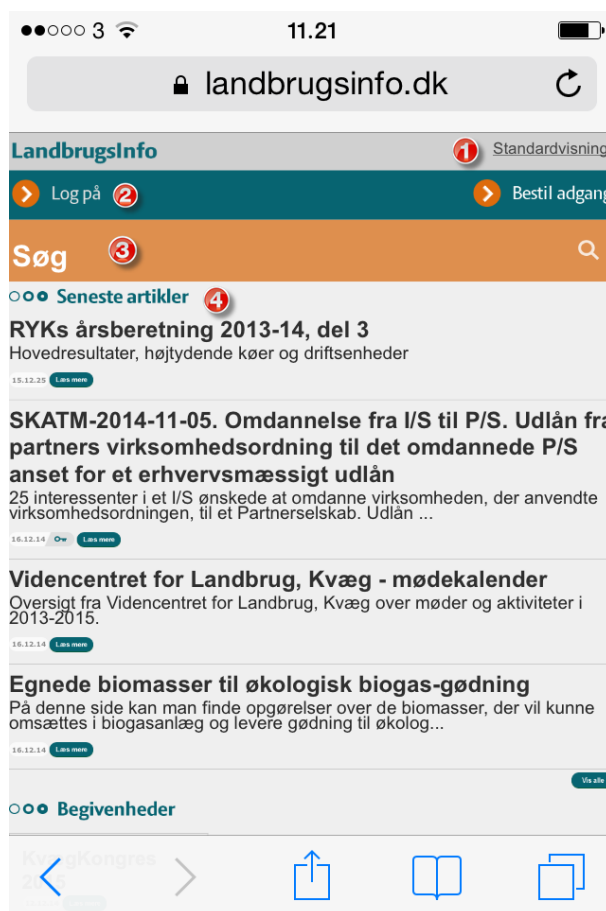 3 11.21
landbrugsinfo.dk
LandbrugsInfo 1 Standardvisning
Log på 2 Bestil adgang
Søg 3
Seneste artikler 4
RYKs årsberetning 2013-14, del 3
Hovedresultater, højtydende køer og driftsenheder
15.12.25 Læs mere
SKATM-2014-11-05. Omdannelse fra I/S til P/S. Udlån fra
partners virksomhedsordning til det omdannede P/S
anset for et erhvervsmæssigt udlån
25 interessenter i et I/S ønskede at omdanne virksomheden, der anvendte
virksomhedsordningen, til et Partnerselskab. Udlån ...
16.12.14 Læs mere
Videncentret for Landbrug, Kvæg - mødekalender
Oversigt fra Videncentret for Landbrug, Kvæg over møder og aktiviteter i
2013-2015.
16.12.14 Læs mere
Egnede biomasser til økologisk biogas-gødning
På denne side kan man finde opgørelser over de biomasser, der vil kunne
omsættes i biogasanlæg og levere gødning til økolog...
16.12.14 Læs mere
Vis alle
Begivenheder
KvægKongres
2015
Læs mere